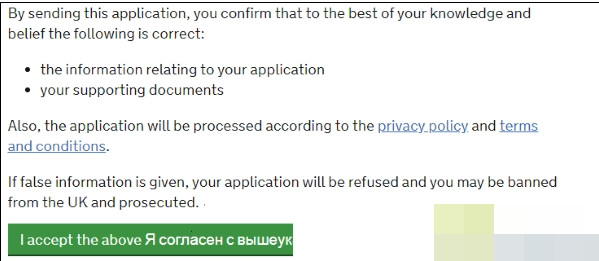 By sending this application, you confirm that to the best of your knowledge and
belief the following is correct:
• the information relating to your application
• your supporting documents
Also, the application will be processed according to the privacy policy and terms
and conditions.
If false information is given, your application will be refused and you may be banned
from the UK and prosecuted.
I accept the above Я согласен с вышеук